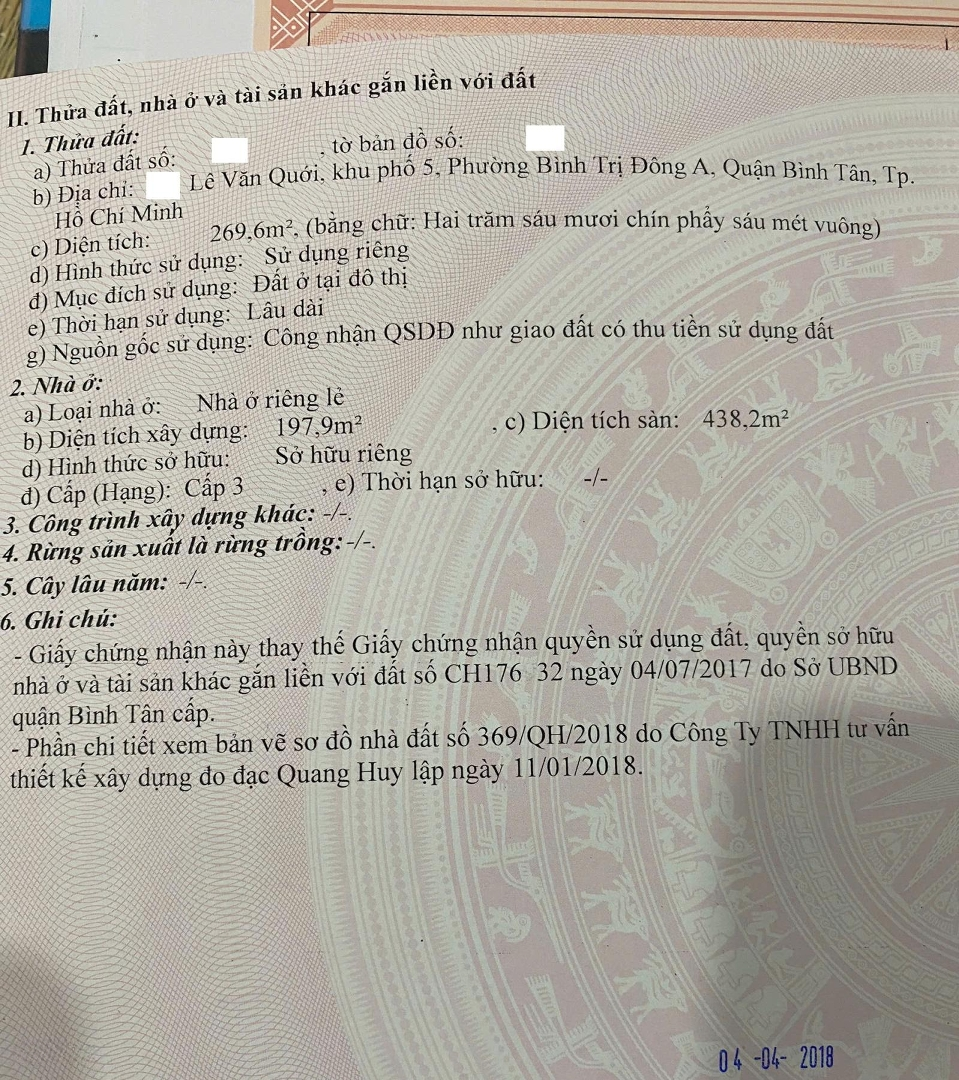 II. Thửa đất, nhà ở và tài sản khác gắn liền với đất
1. Thửa đất:
a) Thửa đất số: , tờ bản đồ số:
b) Địa chỉ: Lê Văn Quới, khu phố 5, Phường Bình Trị Đông A, Quận Bình Tân, Tp.
Hồ Chí Minh
c) Diện tích: 269,6m², (bằng chữ: Hai trăm sáu mươi chín phẩy sáu mét vuông)
d) Hình thức sử dụng: Sử dụng riêng
đ) Mục đích sử dụng: Đất ở tại đô thị
e) Thời hạn sử dụng: Lâu dài
g) Nguồn gốc sử dụng: Công nhận QSDĐ như giao đất có thu tiền sử dụng đất
2. Nhà ở:
a) Loại nhà ở: Nhà ở riêng lẻ
b) Diện tích xây dựng: 197,9m² , c) Diện tích sàn: 438,2m²
d) Hình thức sở hữu: Sở hữu riêng
đ) Cấp (Hạng): Cấp 3 , e) Thời hạn sở hữu: -/-
3. Công trình xây dựng khác: -/-.
4. Rừng sản xuất là rừng trồng: -/-.
5. Cây lâu năm: -/-.
6. Ghi chú:
- Giấy chứng nhận này thay thế Giấy chứng nhận quyền sử dụng đất, quyền sở hữu
nhà ở và tài sản khác gắn liền với đất số CH176 32 ngày 04/07/2017 do Sở UBND
quận Bình Tân cấp.
- Phần chi tiết xem bản vẽ sơ đồ nhà đất số 369/QH/2018 do Công Ty TNHH tư vấn
thiết kế xây dựng đo đạc Quang Huy lập ngày 11/01/2018.
04 -04- 2018